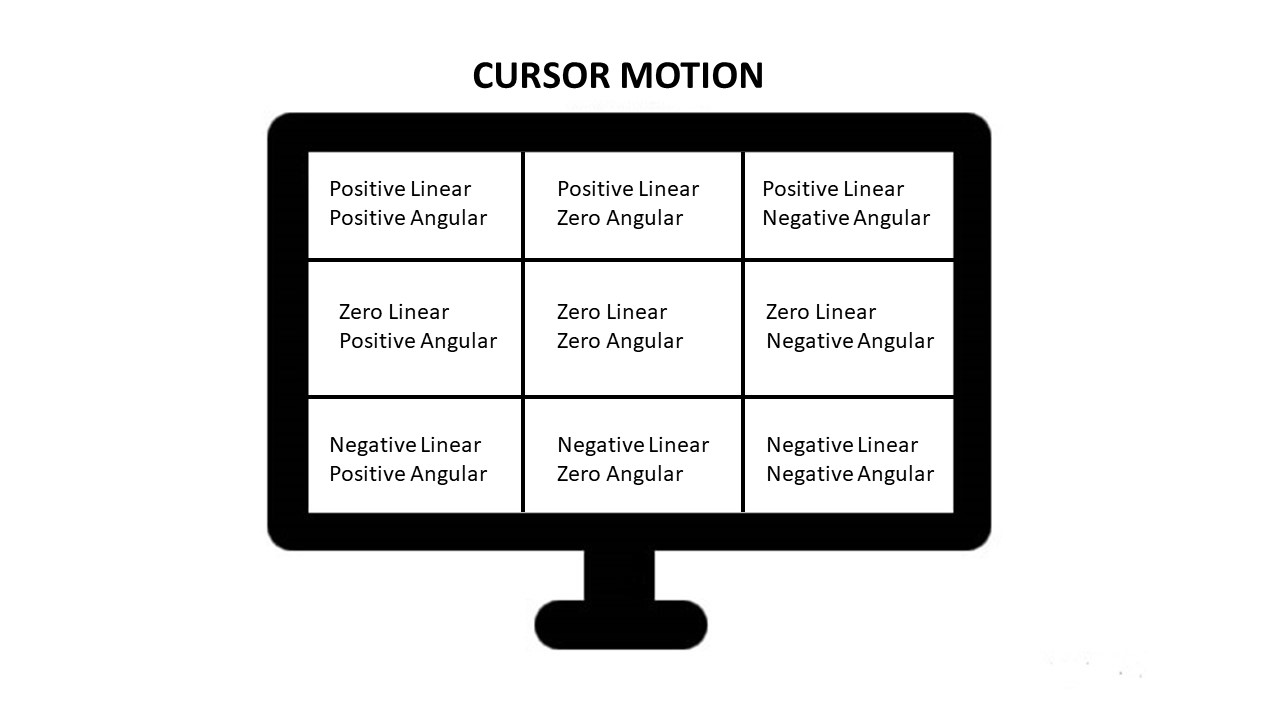 CURSOR MOTION
Positive Linear
Positive Angular
Positive Linear
Zero Angular
Positive Linear
Negative Angular
Zero Linear
Positive Angular
Zero Linear
Zero Angular
Zero Linear
Negative Angular
Negative Linear
Positive Angular
Negative Linear
Zero Angular
Negative Linear
Negative Angular